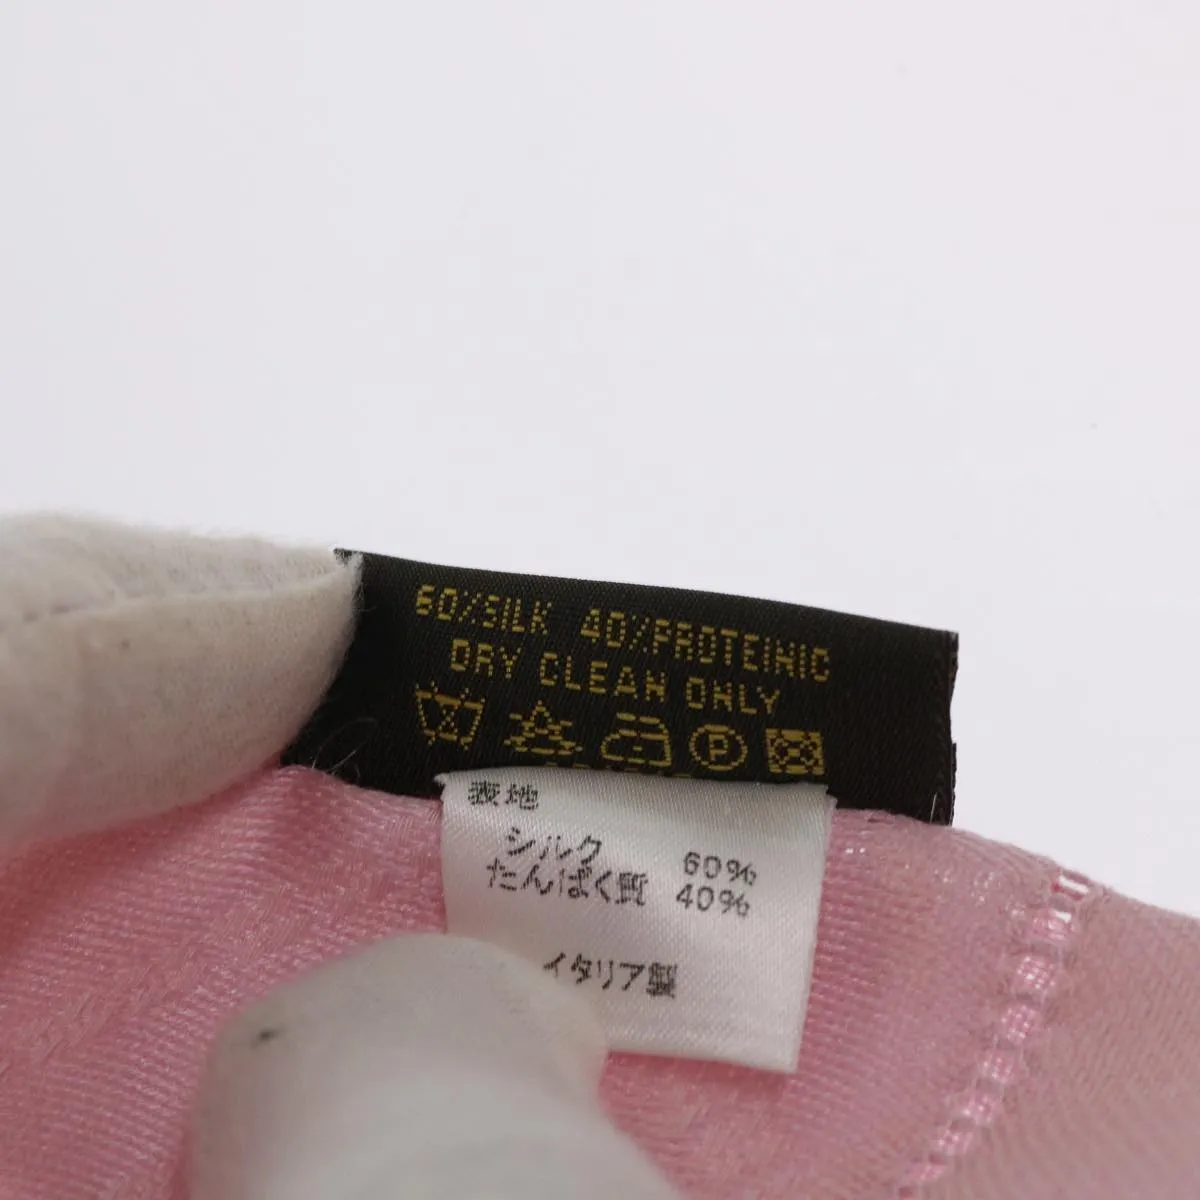 60%SILK 40%PROTEINIC
DRY CLEAN ONLY
P
表地
シルク 60%
たんぱく質 40%
イタリア製